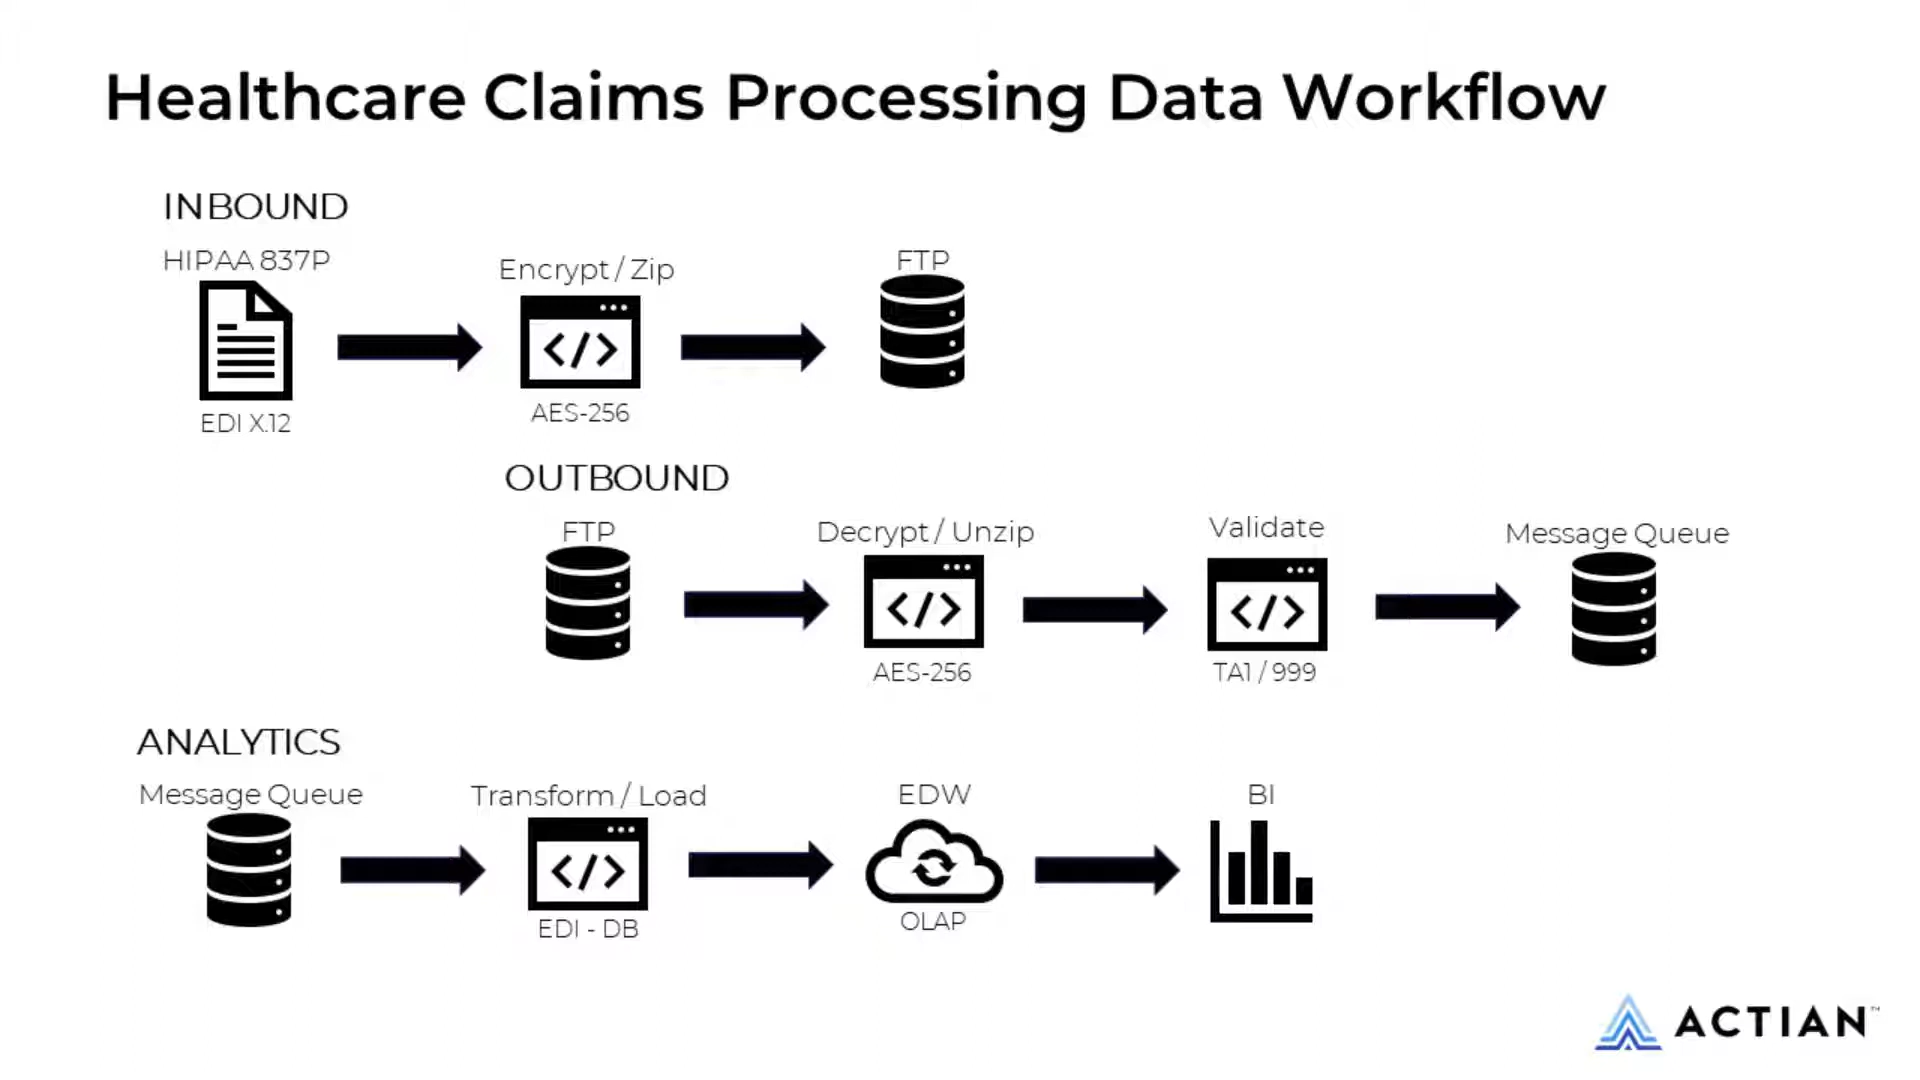 Healthcare Claims Processing Data Workflow
INBOUND
HIPAA 837P
Encrypt / Zip
FTP
EDI X.12
AES-256
OUTBOUND
FTP
Decrypt / Unzip
Validate
Message Queue
AES-256
TA1 / 999
ANALYTICS
Message Queue
Transform / Load
EDW
BI
EDI - DB
OLAP
ACTIAN™